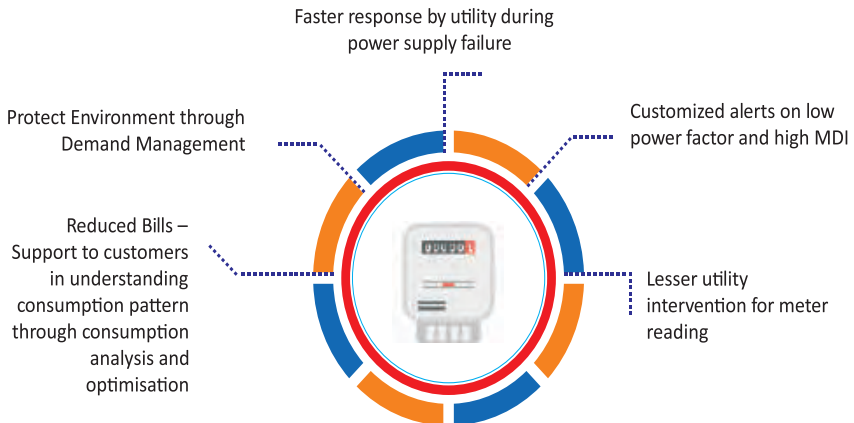 Faster response by utility during
power supply failure
Protect Environment through
Demand Management
Customized alerts on low
power factor and high MDI
Reduced Bills –
Support to customers
in understanding
consumption pattern
through consumption
analysis and
optimisation
Lesser utility
intervention for meter
reading